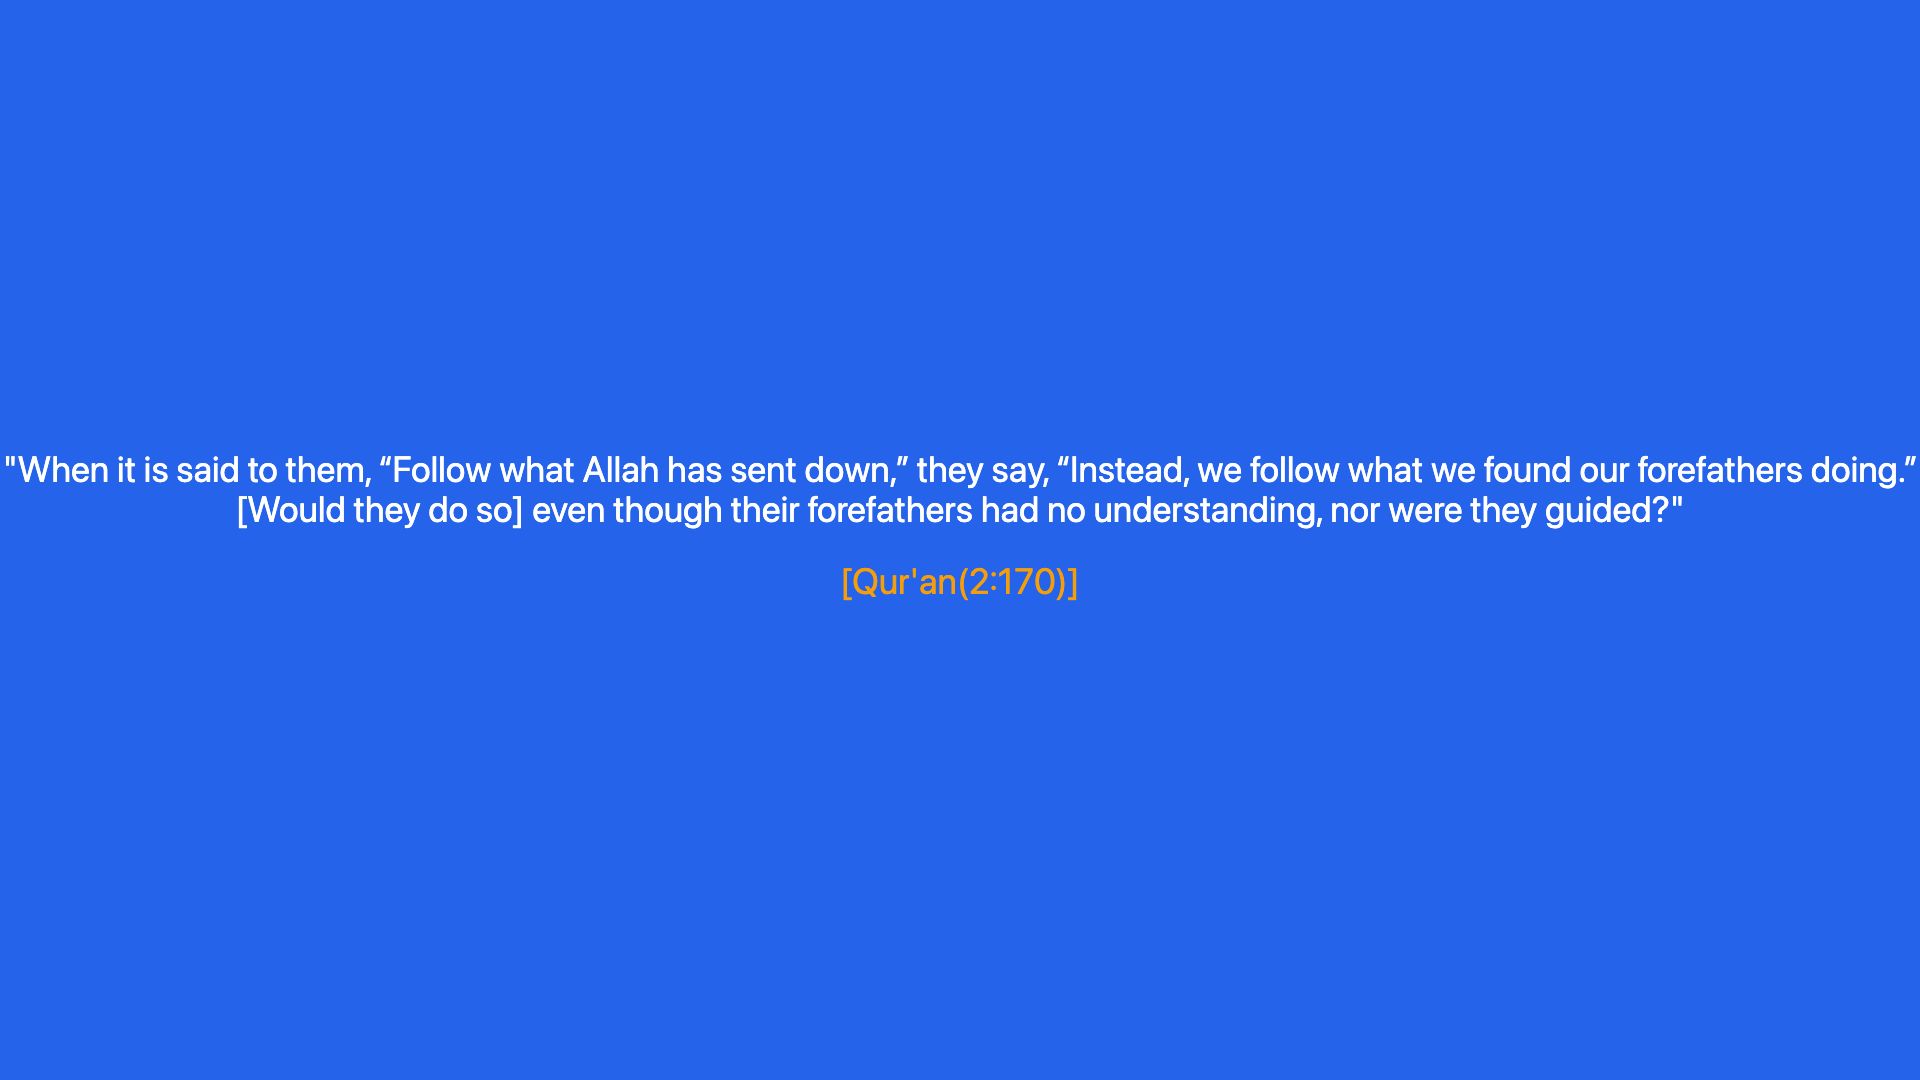 "When it is said to them, “Follow what Allah has sent down,” they say, “Instead, we follow what we found our forefathers doing.”
[Would they do so] even though their forefathers had no understanding, nor were they guided?"
[Qur'an(2:170)]